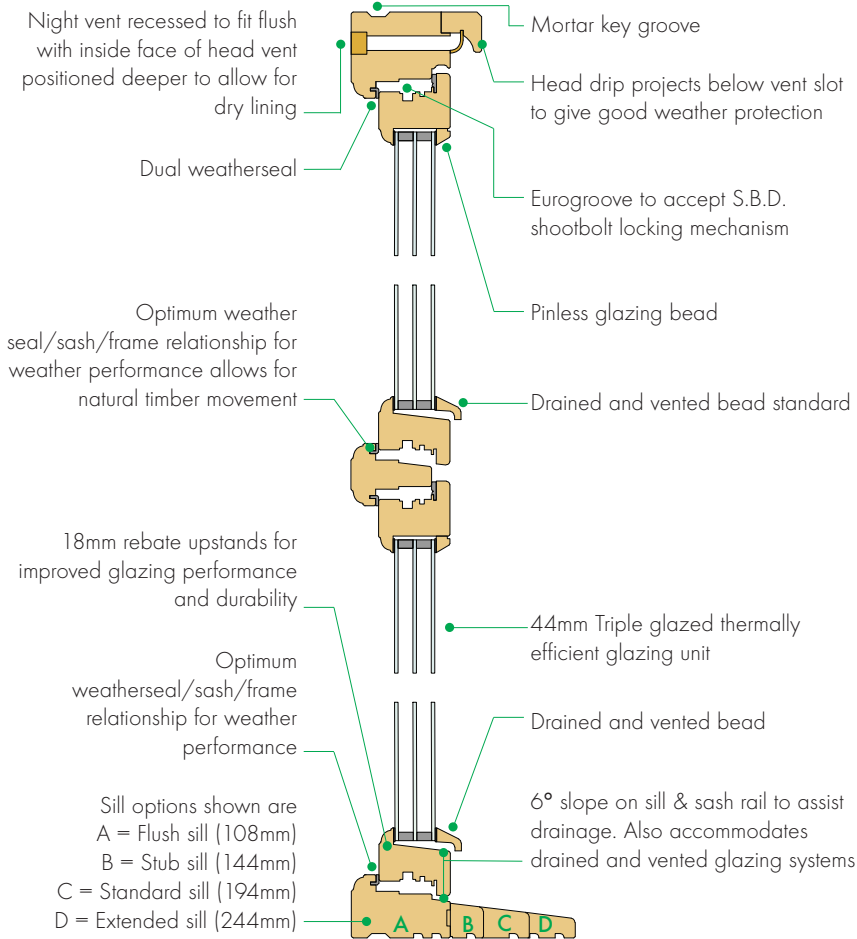 Night vent recessed to fit flush
with inside face of head vent
positioned deeper to allow for
dry lining
Mortar key groove
Head drip projects below vent slot
to give good weather protection
Dual weatherseal
Eurogroove to accept S.B.D.
shootbolt locking mechanism
Optimum weather
seal/sash/frame relationship for
weather performance allows for
natural timber movement
Pinless glazing bead
Drained and vented bead standard
18mm rebate upstands for
improved glazing performance
and durability
44mm Triple glazed thermally
efficient glazing unit
Optimum
weatherseal/sash/frame
relationship for weather
performance
Drained and vented bead
Sill options shown are
A = Flush sill (108mm)
B = Stub sill (144mm)
C = Standard sill (194mm)
D = Extended sill (244mm)
6° slope on sill & sash rail to assist
drainage. Also accommodates
drained and vented glazing systems
A B C D